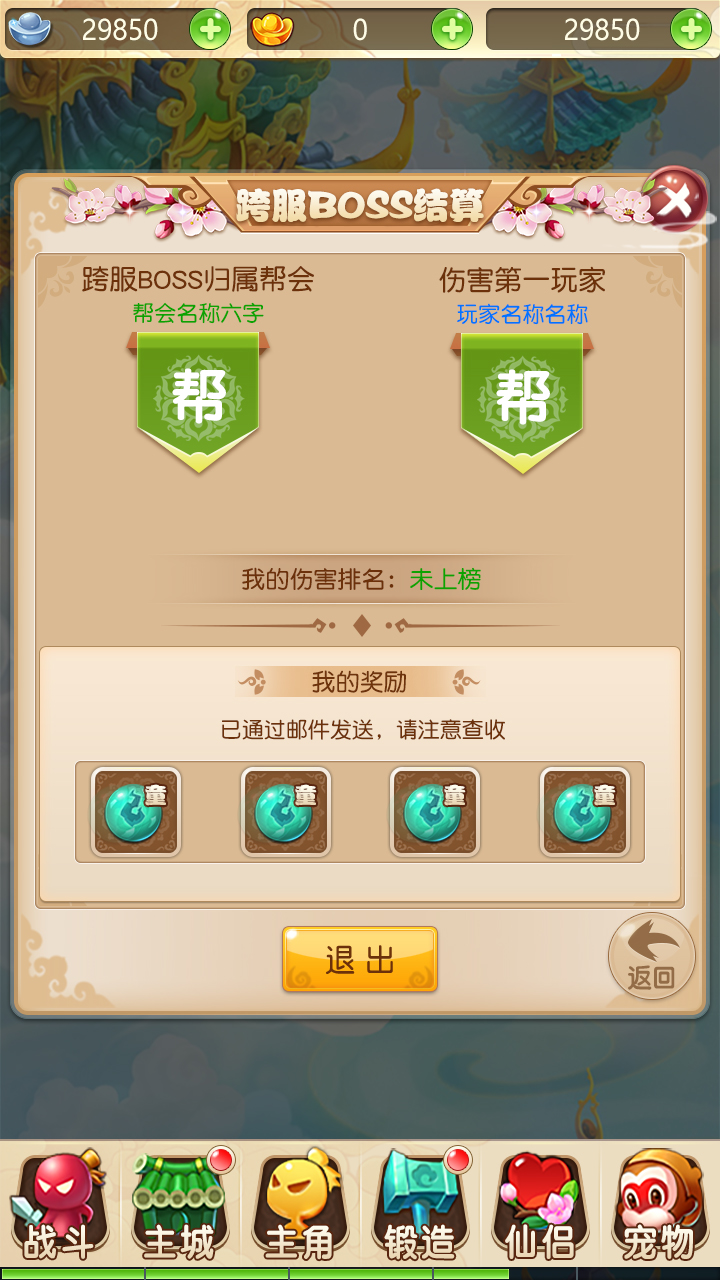 29850
0
29850
跨服BOSS结算
跨服BOSS归属帮会
伤害第一玩家
帮会名称六字
玩家名称名称
帮
帮
我的伤害排名：未上榜
我的奖励
已通过邮件发送，请注意查收
童
童
童
童
退出
返回
战斗
主城
主角
锻造
仙侣
宠物